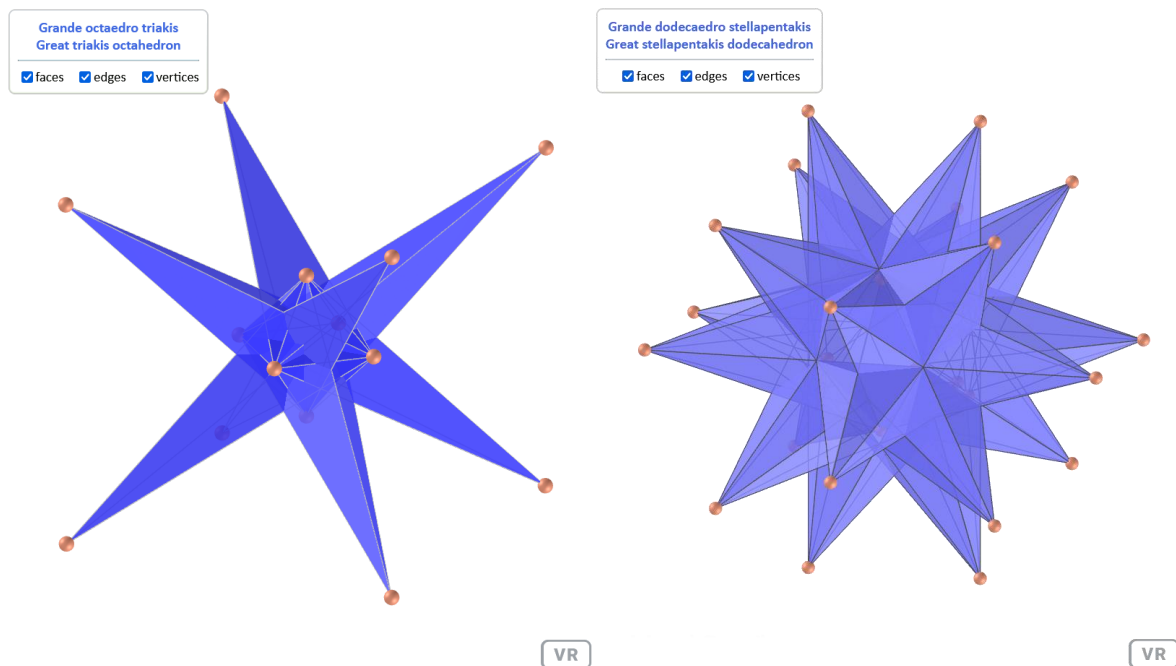 Grande octaedro triakis
Great triakis octahedron
faces edges vertices
Grande dodecaedro stellapentakis
Great stellapentakis dodecahedron
faces edges vertices
VR
VR